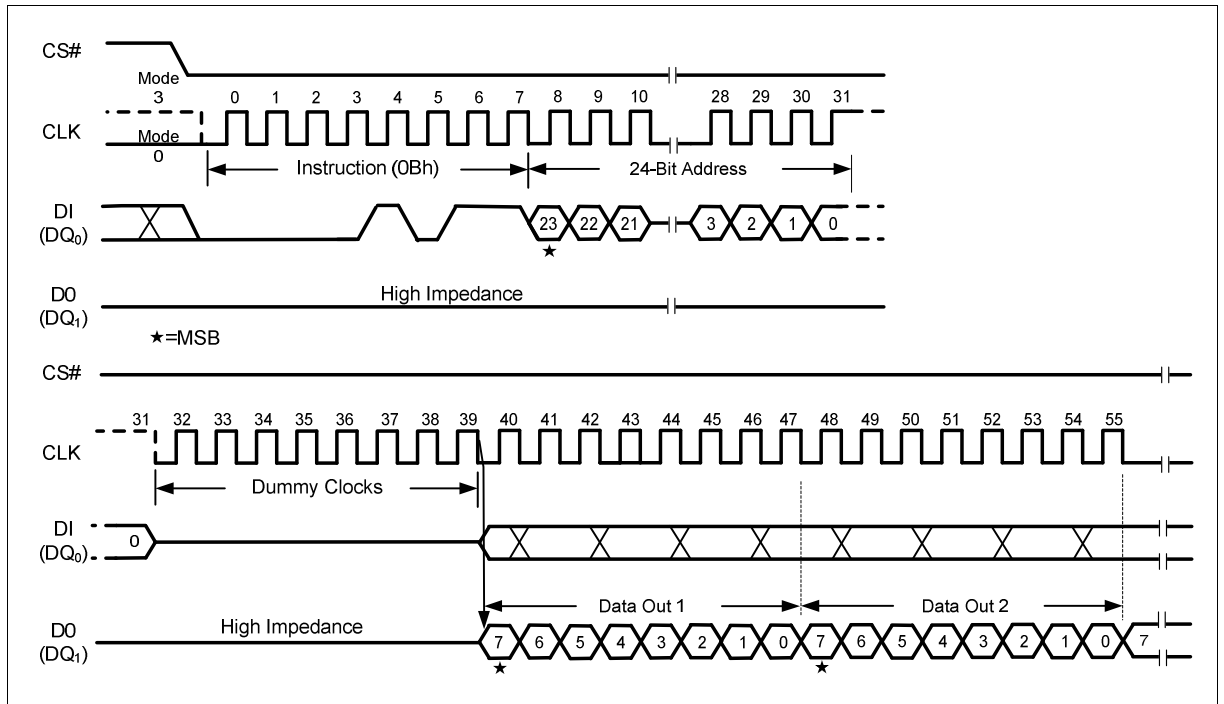 CS#
Mode
3
0 1 2 3 4 5 6 7 8 9 10 28 29 30 31
CLK
Mode
0
Instruction (0Bh) 24-Bit Address
DI
(DQ0)
23 22 21 3 2 1 0
★
D0
(DQ1)
High Impedance
★=MSB
CS#
31 32 33 34 35 36 37 38 39 40 41 42 43 44 45 46 47 48 49 50 51 52 53 54 55
CLK
Dummy Clocks
DI
(DQ0)
0
Data Out 1 Data Out 2
D0
(DQ1)
High Impedance
7 6 5 4 3 2 1 0 7 6 5 4 3 2 1 0 7
★ ★